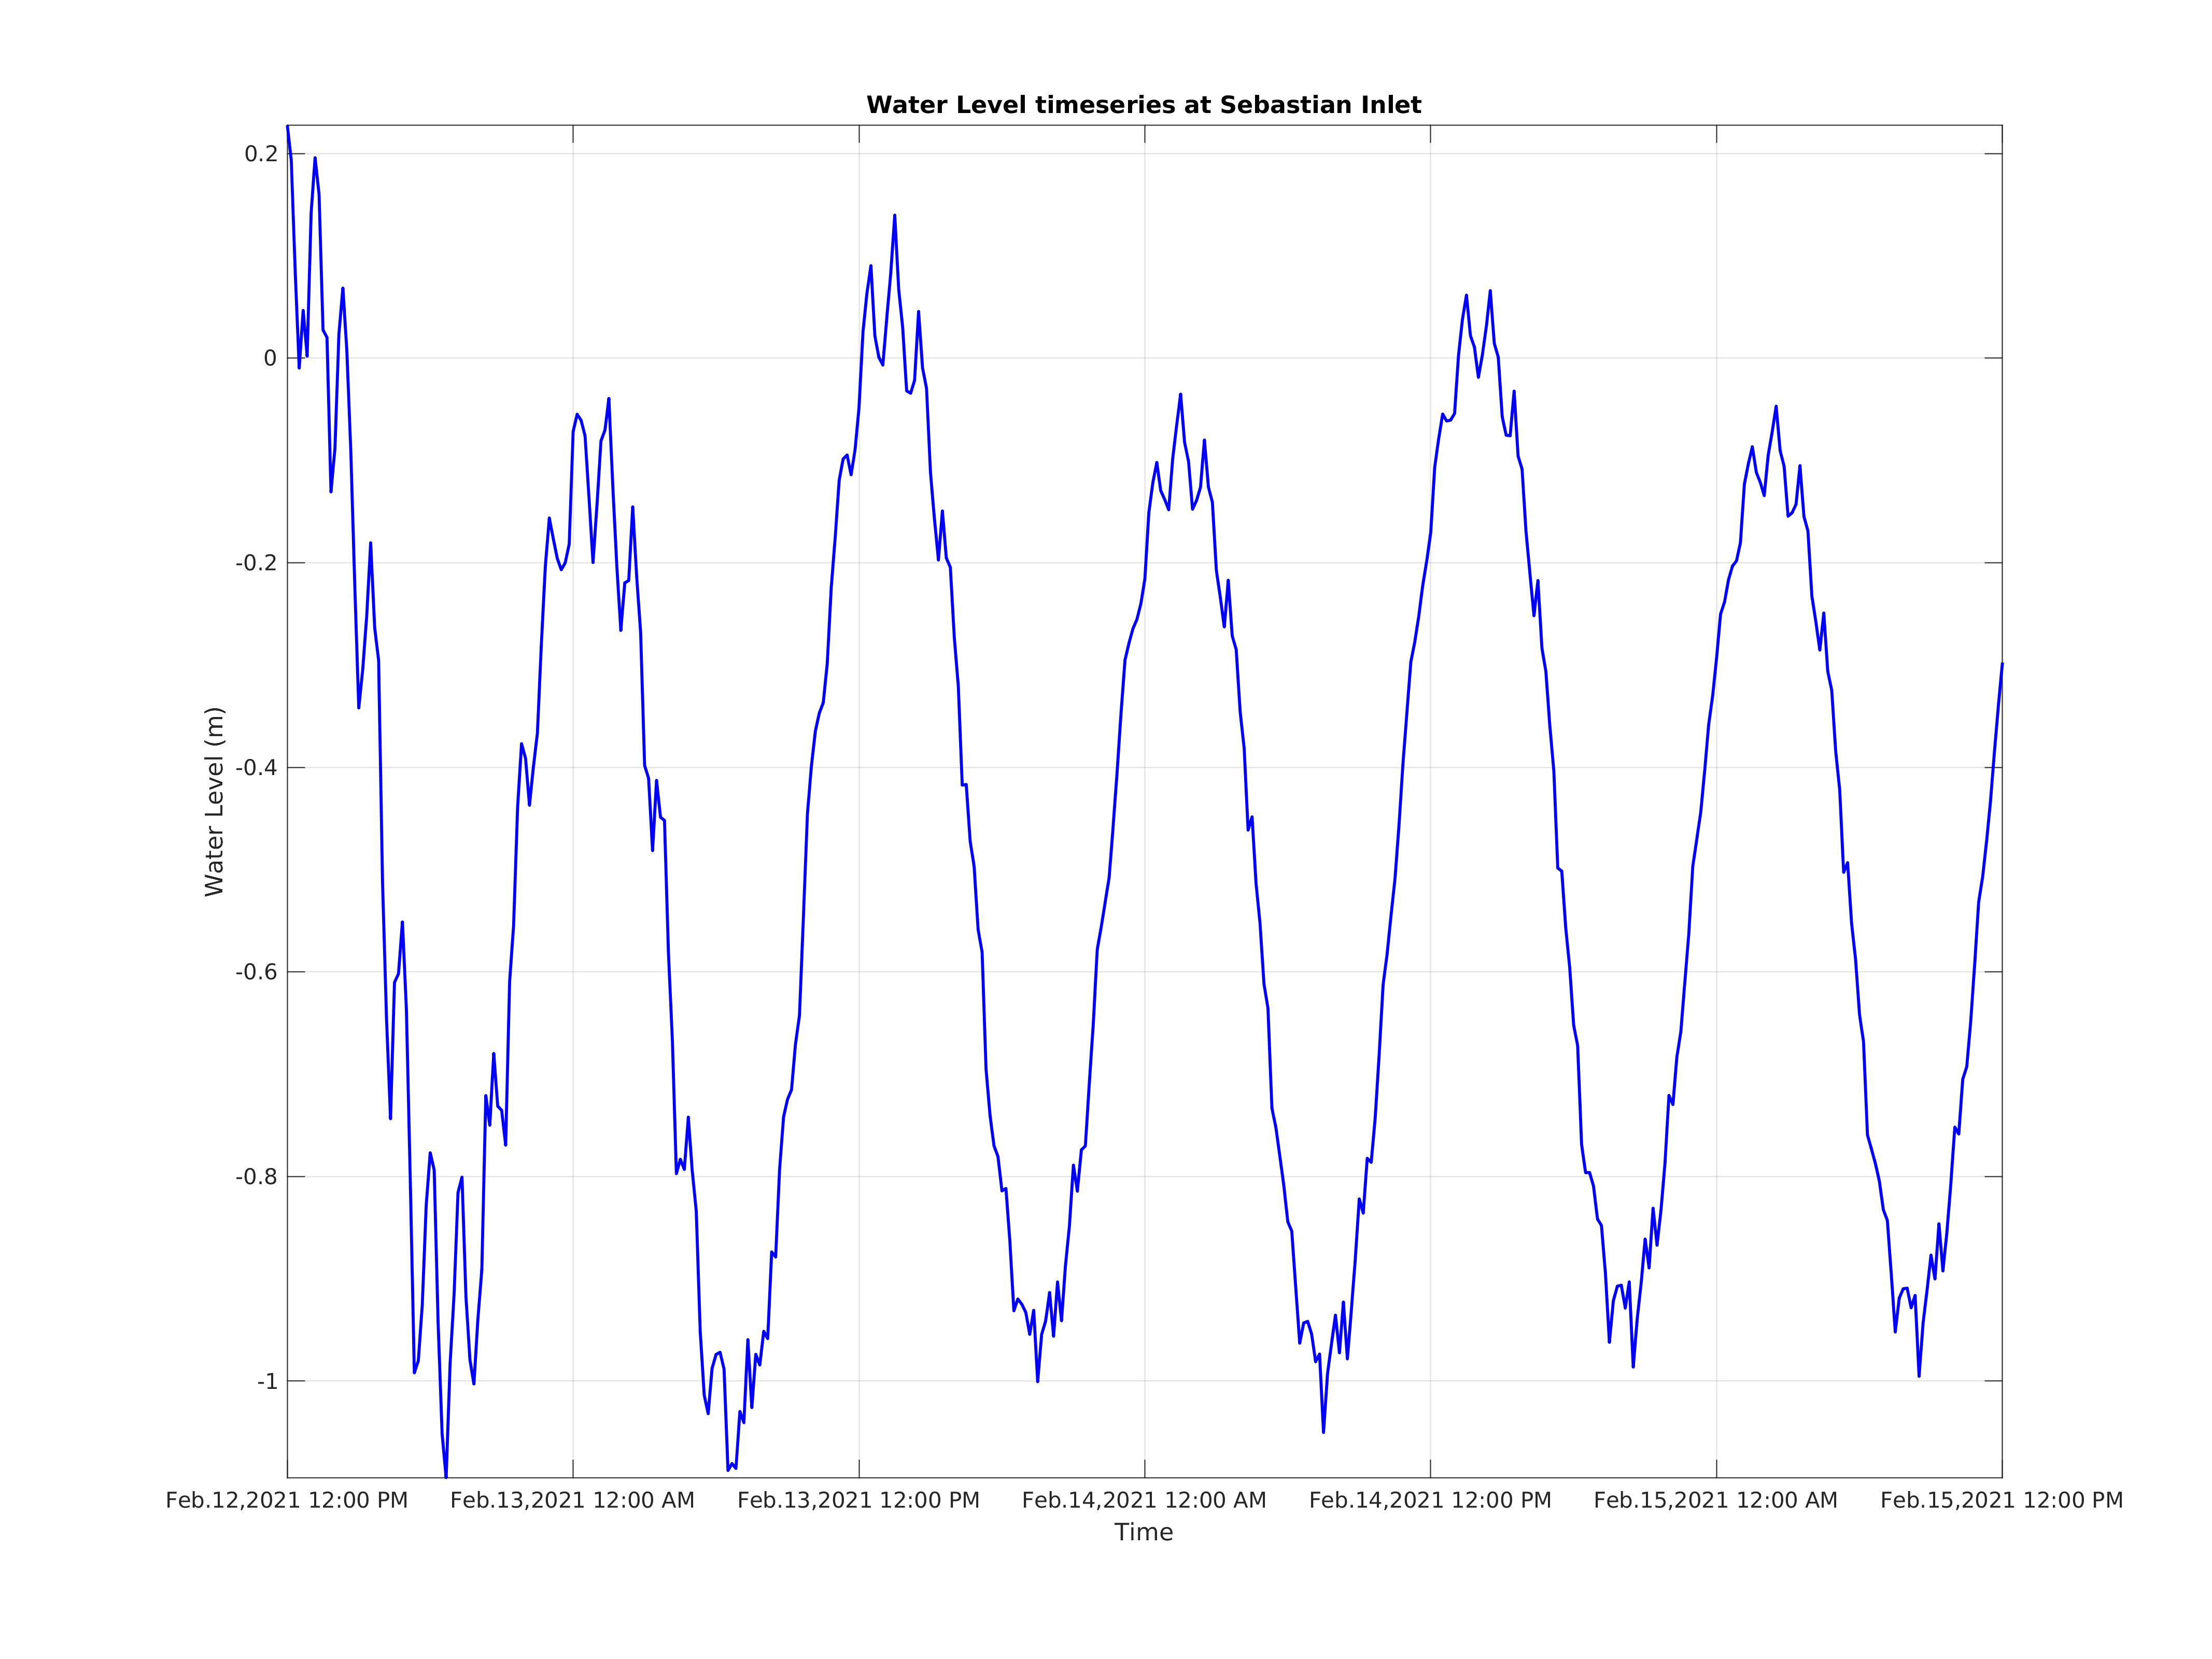 Water Level timeseries at Sebastian Inlet
0.2
0
-0.2
-0.4
-0.6
-0.8
-1
Water Level (m)
Feb.12,2021 12:00 PM Feb.13,2021 12:00 AM Feb.13,2021 12:00 PM Feb.14,2021 12:00 AM Feb.14,2021 12:00 PM Feb.15,2021 12:00 AM Feb.15,2021 12:00 PM
Time